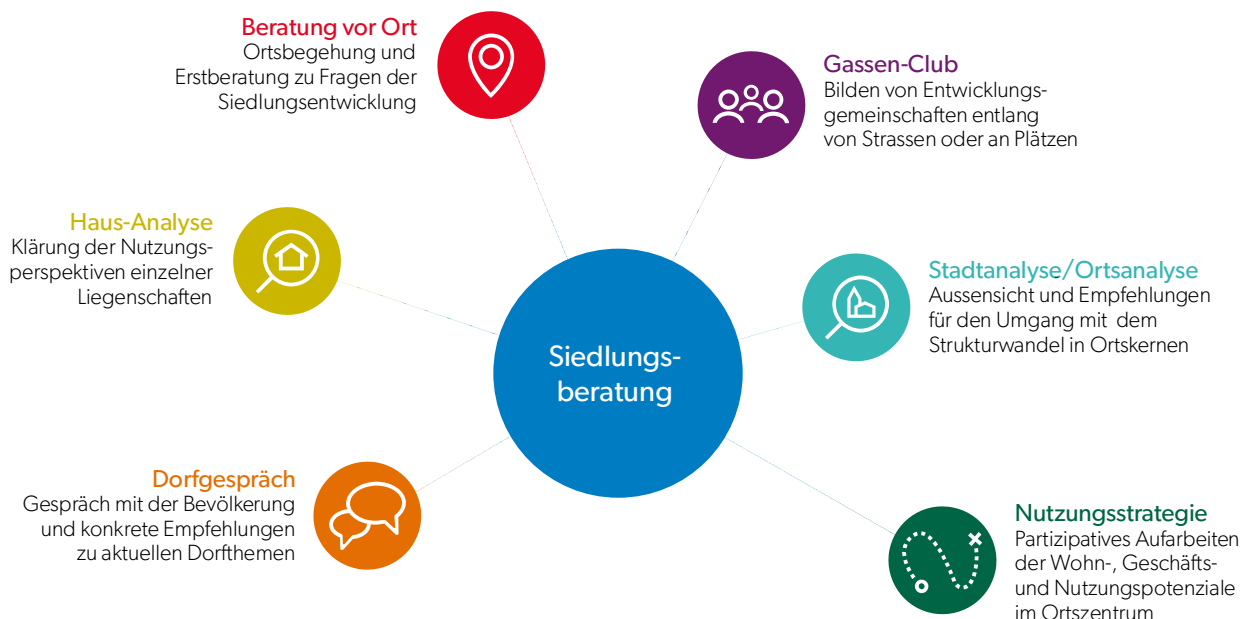 Beratung vor Ort
Ortsbegehung und
Erstberatung zu Fragen der
Siedlungsentwicklung
Gassen-Club
Bilden von Entwicklungs-
gemeinschaften entlang
von Strassen oder an Plätzen
Haus-Analyse
Klärung der Nutzungs-
perspektiven einzelner
Liegenschaften
Stadtanalyse/Ortsanalyse
Aussensicht und Empfehlungen
für den Umgang mit dem
Strukturwandel in Ortskernen
Siedlungs-
beratung
Dorfgespräch
Gespräch mit der Bevölkerung
und konkrete Empfehlungen
zu aktuellen Dorfthemen
Nutzungsstrategie
Partizipatives Aufarbeiten
der Wohn-, Geschäfts-
und Nutzungspotenziale
im Ortszentrum